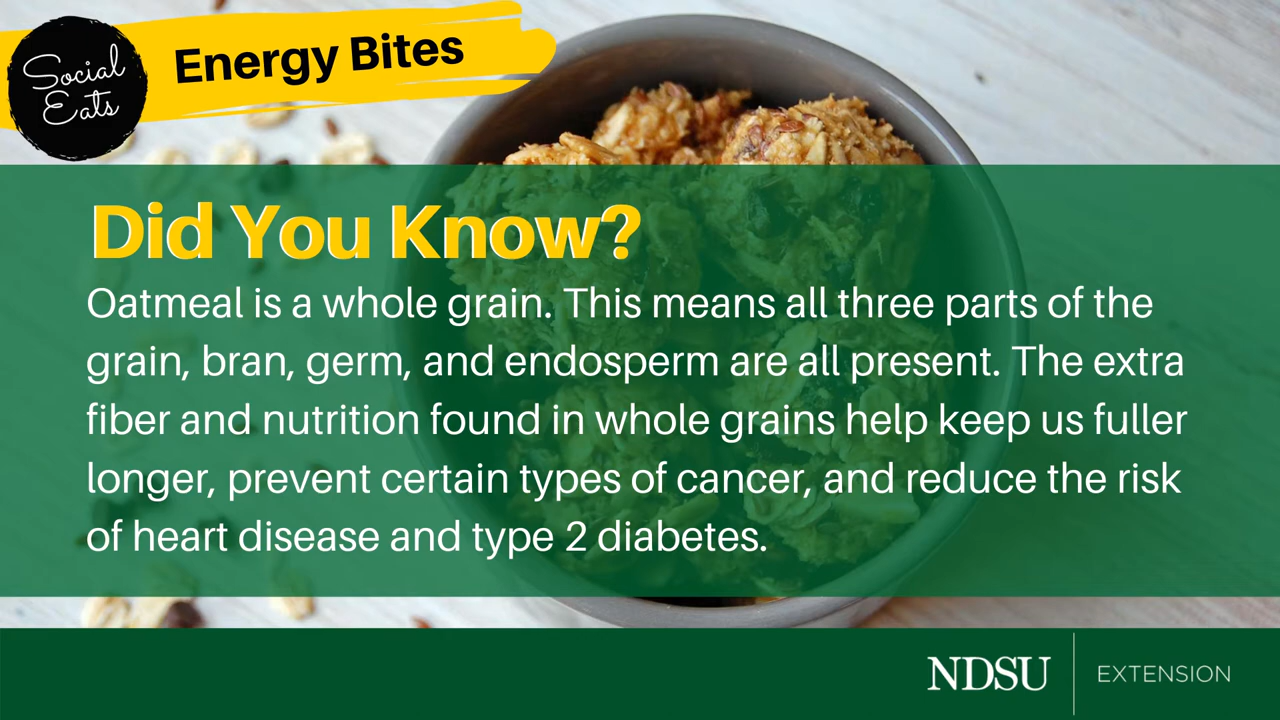 Social
Eats
Energy Bites
Did You Know?
Oatmeal is a whole grain. This means all three parts of the
grain, bran, germ, and endosperm are all present. The extra
fiber and nutrition found in whole grains help keep us fuller
longer, prevent certain types of cancer, and reduce the risk
of heart disease and type 2 diabetes.
NDSU EXTENSION